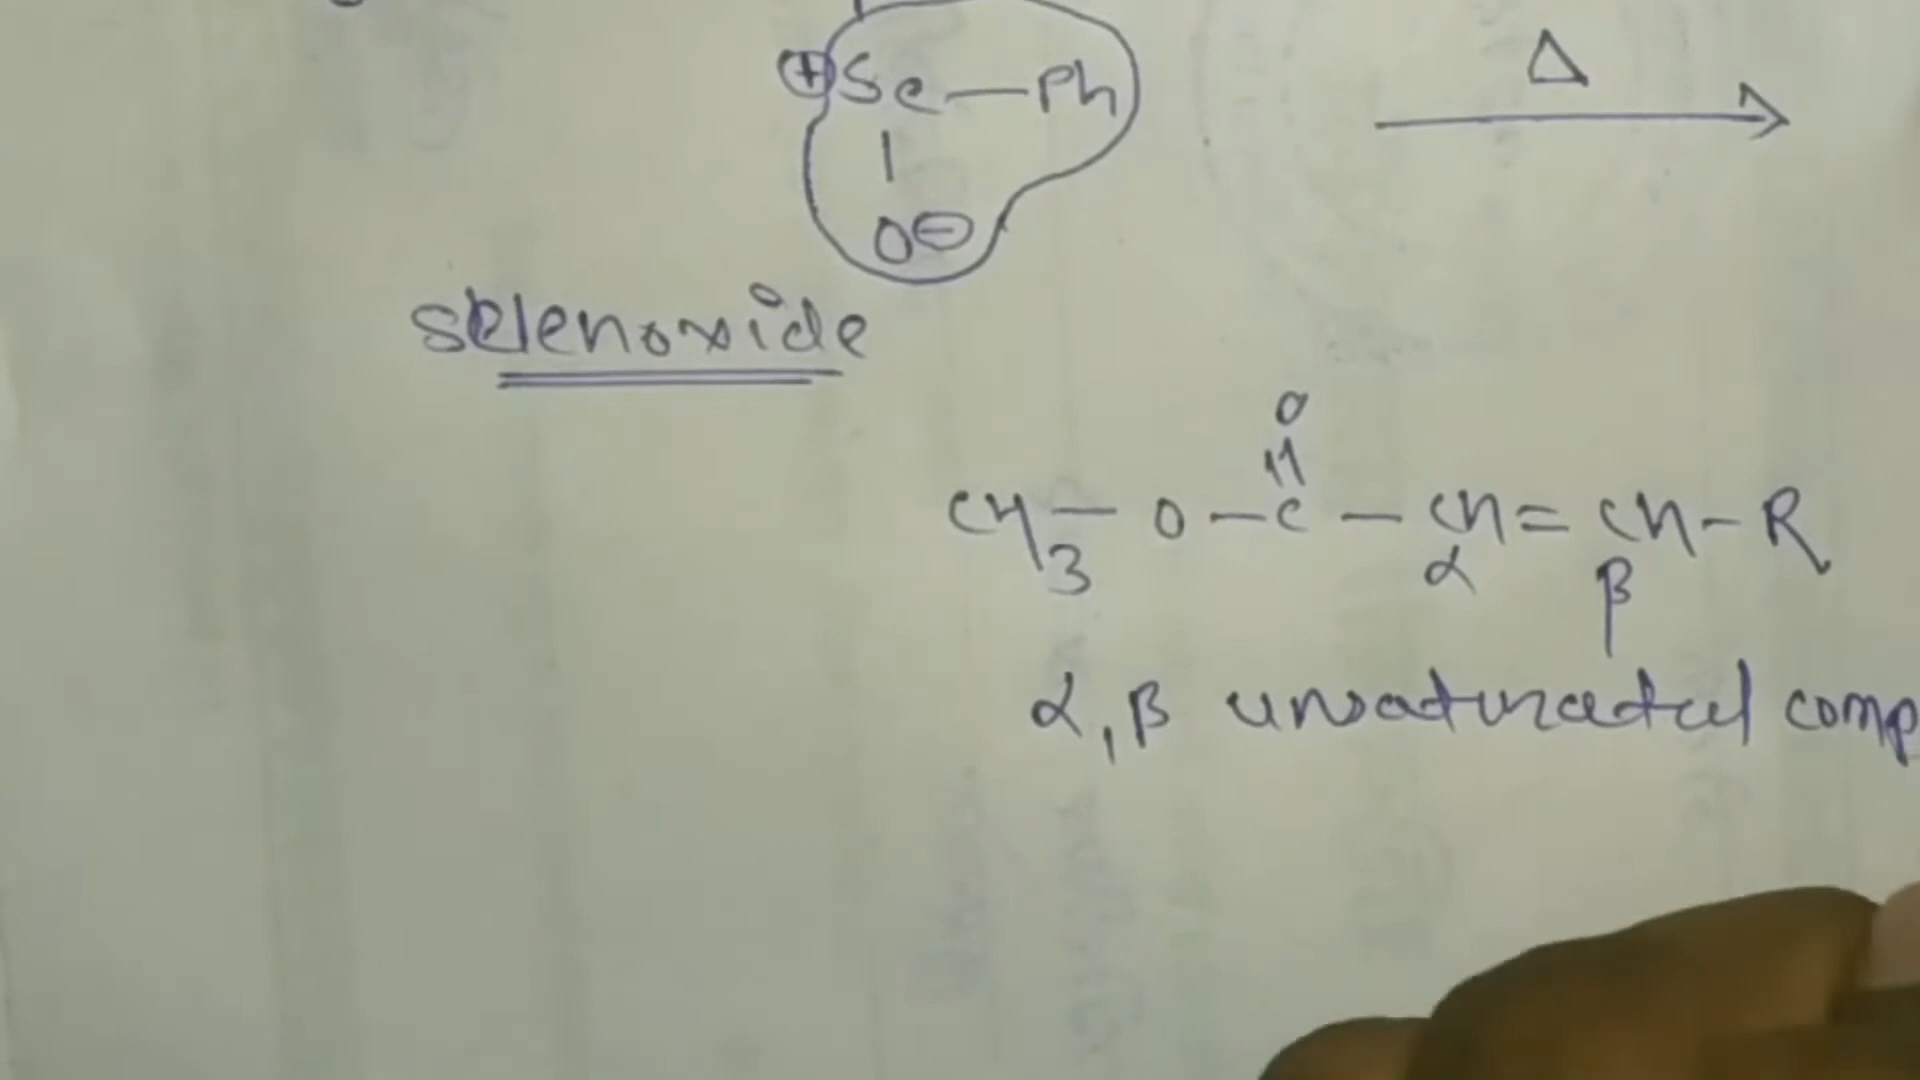 ⊕Se—Ph
Δ
|
O⊖
selenoxide
O
||
CH3—O—C—CH=CH—R
α β
α, β unsaturated comp